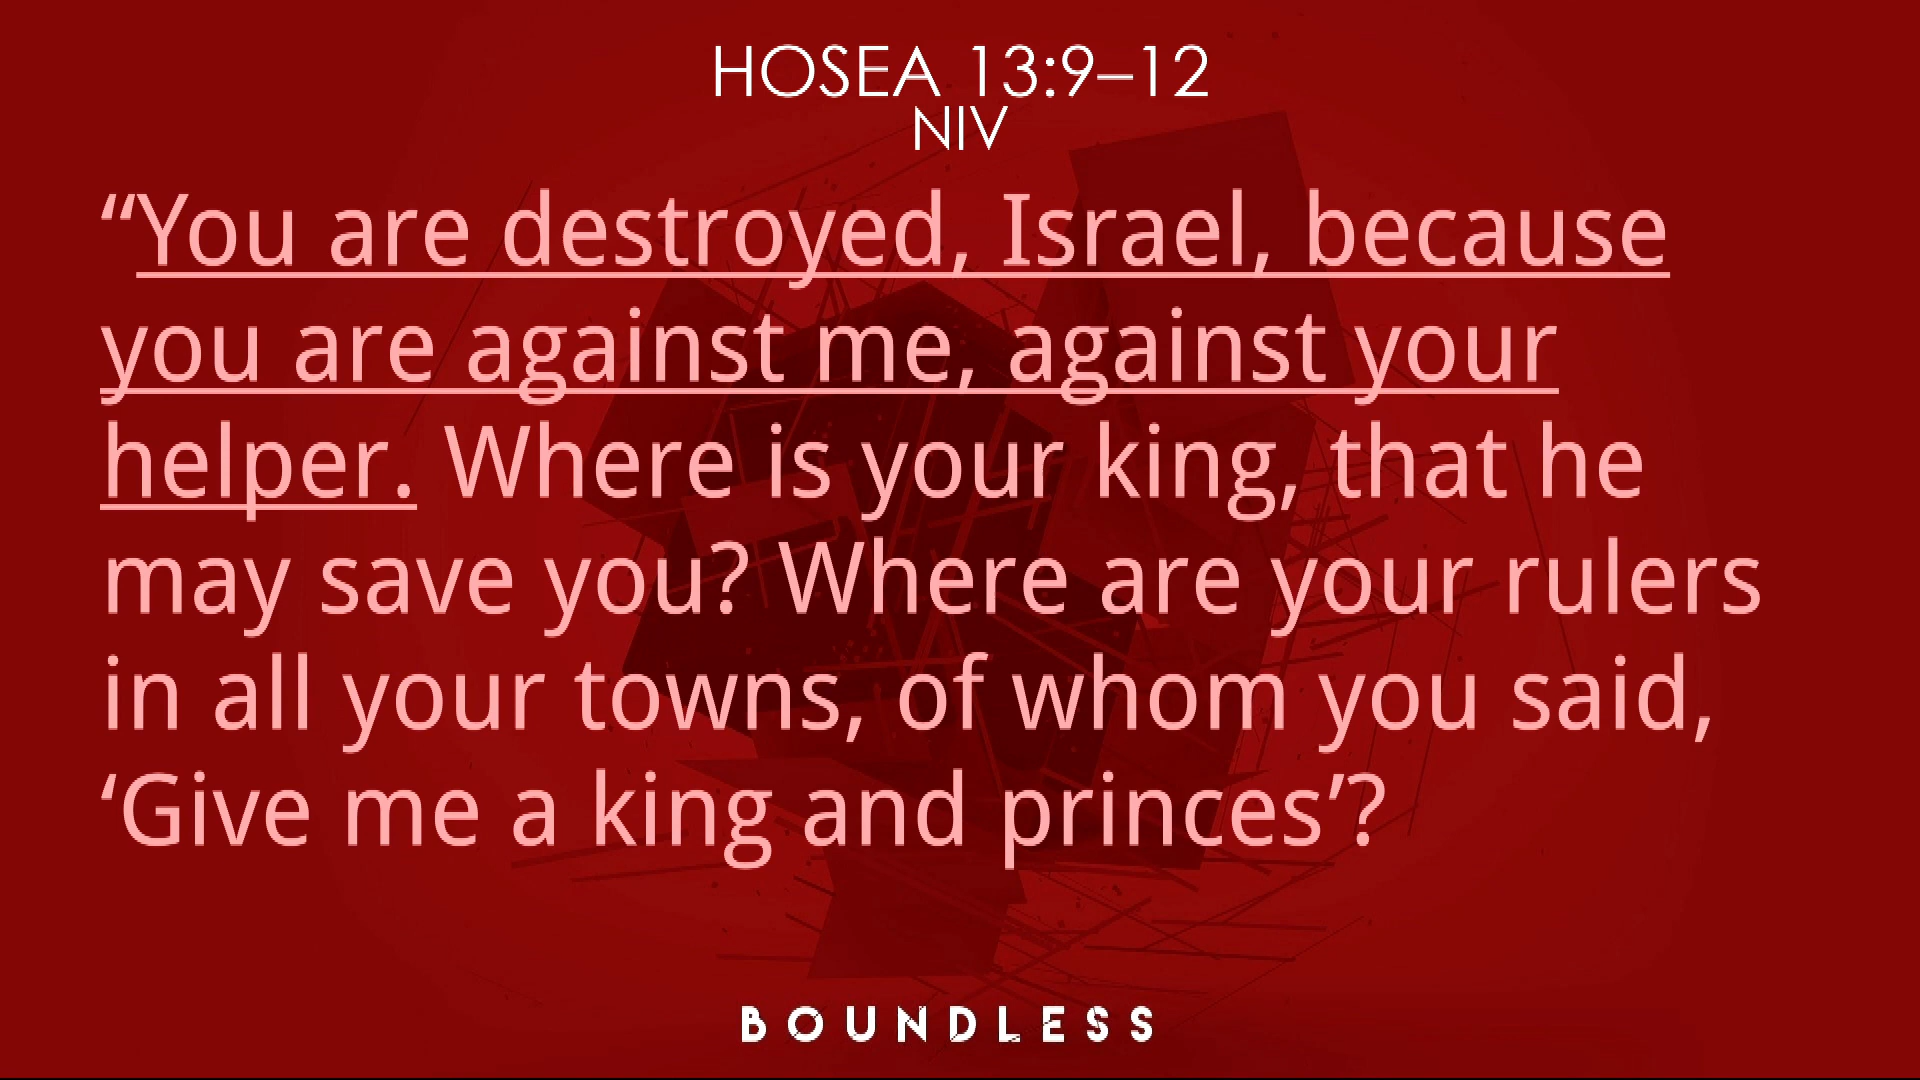 HOSEA 13:9–12
NIV
“You are destroyed, Israel, because
you are against me, against your
helper. Where is your king, that he
may save you? Where are your rulers
in all your towns, of whom you said,
‘Give me a king and princes’?
BOUNDLESS